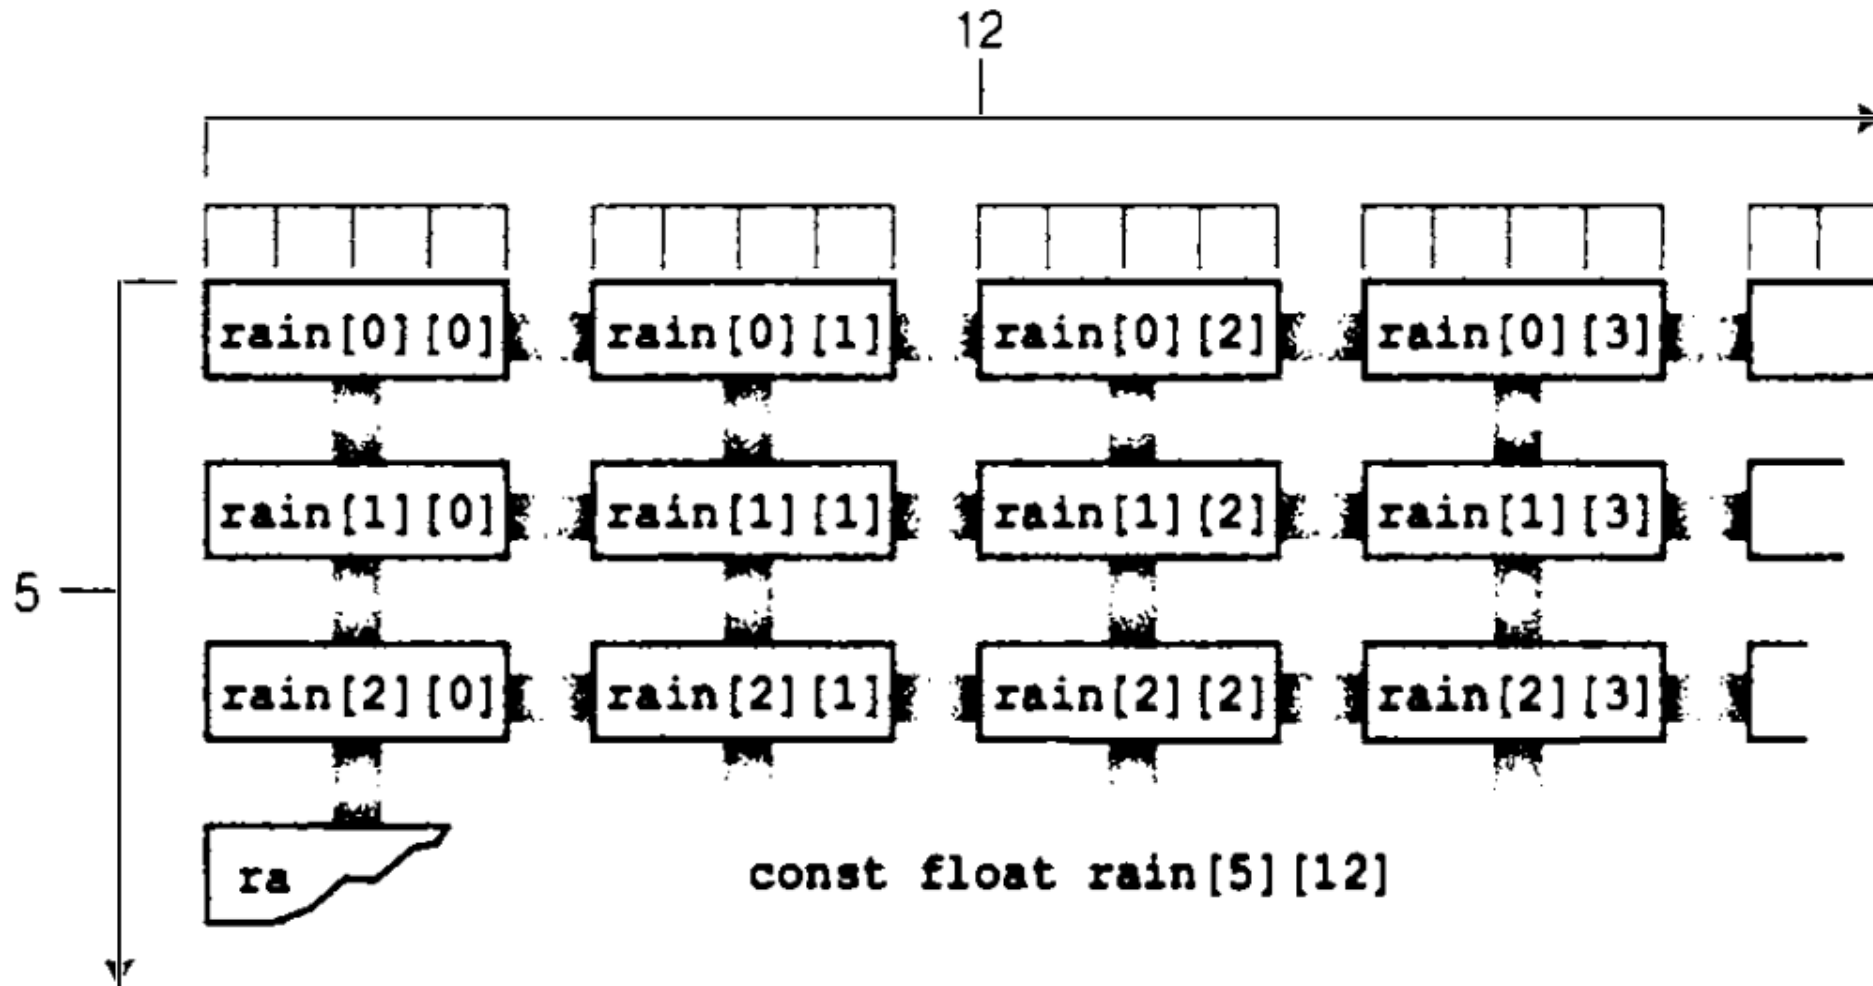 12
rain[0][0] rain[0][1] rain[0][2] rain[0][3]
rain[1][0] rain[1][1] rain[1][2] rain[1][3]
5
rain[2][0] rain[2][1] rain[2][2] rain[2][3]
ra
const float rain[5][12]